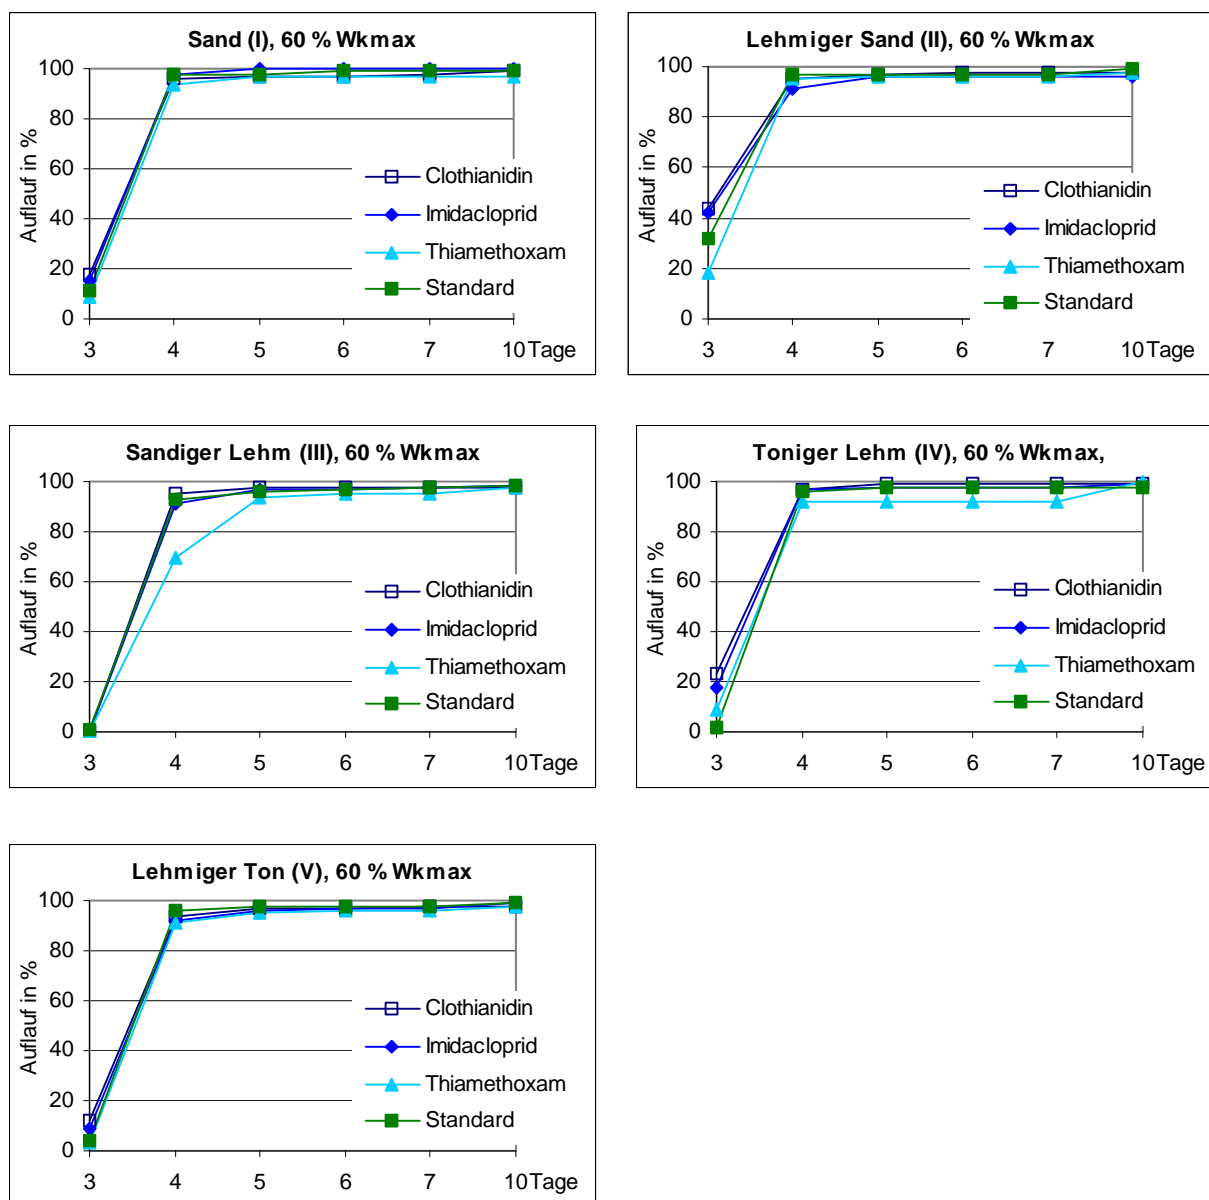 Sand (I), 60 % Wkmax
Auflauf in %
100
80
60
40
20
0
Clothianidin
Imidacloprid
Thiamethoxam
Standard
3 4 5 6 7 10 Tage
Lehmiger Sand (II), 60 % Wkmax
Auflauf in %
100
80
60
40
20
0
Clothianidin
Imidacloprid
Thiamethoxam
Standard
3 4 5 6 7 10 Tage
Sandiger Lehm (III), 60 % Wkmax
Auflauf in %
100
80
60
40
20
0
Clothianidin
Imidacloprid
Thiamethoxam
Standard
3 4 5 6 7 10 Tage
Toniger Lehm (IV), 60 % Wkmax,
Auflauf in %
100
80
60
40
20
0
Clothianidin
Imidacloprid
Thiamethoxam
Standard
3 4 5 6 7 10 Tage
Lehmiger Ton (V), 60 % Wkmax
Auflauf in %
100
80
60
40
20
0
Clothianidin
Imidacloprid
Thiamethoxam
Standard
3 4 5 6 7 10 Tage